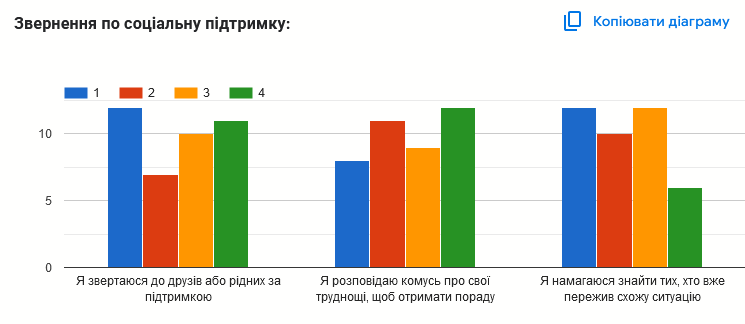 Звернення по соціальну підтримку:
Копіювати діаграму
1 2 3 4
10
5
0
Я звертаюся до друзів або рідних за
підтримкою
Я розповідаю комусь про свої
труднощі, щоб отримати пораду
Я намагаюся знайти тих, хто вже
пережив схожу ситуацію